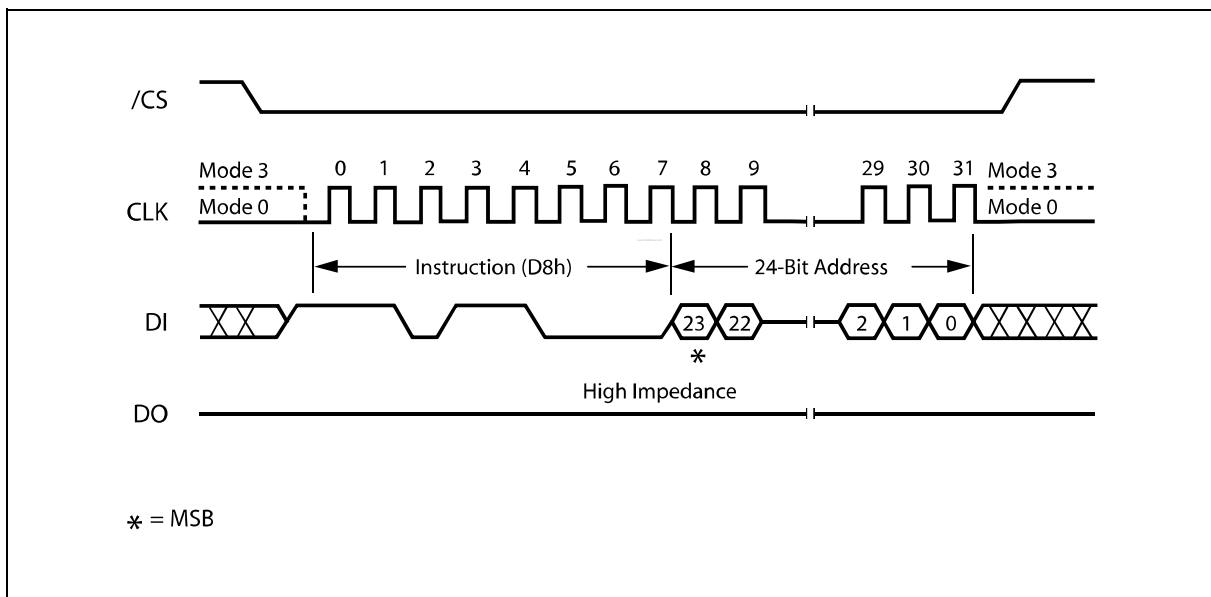 /CS
Mode 3 0 1 2 3 4 5 6 7 8 9 29 30 31 Mode 3
CLK Mode 0 Mode 0
Instruction (D8h) 24-Bit Address
DI 23 22 2 1 0
*
High Impedance
DO
* = MSB